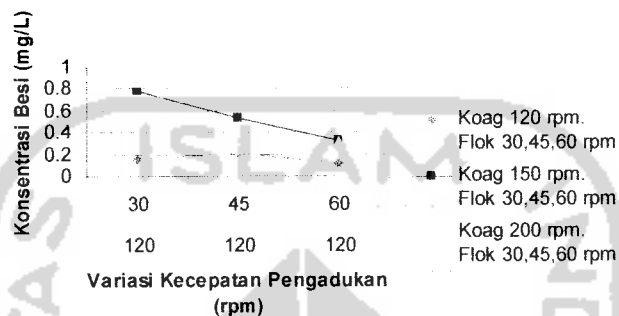 Konsentrasi Besi (mg/L)
1
0.8
0.6
0.4
0.2
0
30 45 60
120 120 120
Variasi Kecepatan Pengadukan
(rpm)
Koag 120 rpm.
Flok 30,45,60 rpm
Koag 150 rpm.
Flok 30,45,60 rpm
Koag 200 rpm.
Flok 30,45,60 rpm
ISLAM